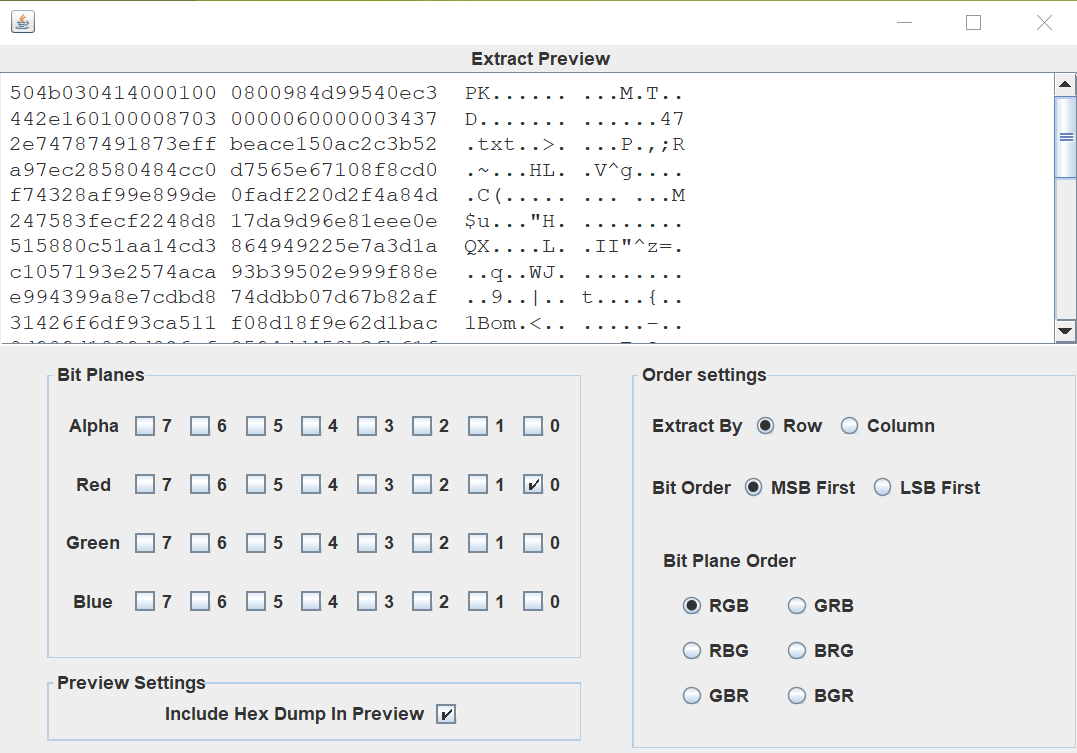 Extract Preview
504b030414000100 0800984d99540ec3 PK...... ...M.T..
442e160100008703 0000060000003437 D....... ......47
2e74787491873eff beace150ac2c3b52 .txt..>. ...P.,;R
a97ec28580484cc0 d7565e67108f8cd0 .~...HL. .V^g....
f74328af99e899de 0fadf220d2f4a84d .C(..... ... ...M
247583fecf2248d8 17da9d96e81eee0e $u..."H. ........
515880c51aa14cd3 864949225e7a3d1a QX....L. .II"^z=.
c1057193e2574aca 93b39502e999f88e ..q..WJ. ........
e994399a8e7cdbd8 74ddbb07d67b82af ..9..|.. t....{..
31426f6df93ca511 f08d18f9e62d1bac 1Bom.<.. .....-..
Bit Planes
Alpha 7 6 5 4 3 2 1 0
Red 7 6 5 4 3 2 1 0
Green 7 6 5 4 3 2 1 0
Blue 7 6 5 4 3 2 1 0
Preview Settings
Include Hex Dump In Preview
Order settings
Extract By Row Column
Bit Order MSB First LSB First
Bit Plane Order
RGB GRB
RBG BRG
GBR BGR